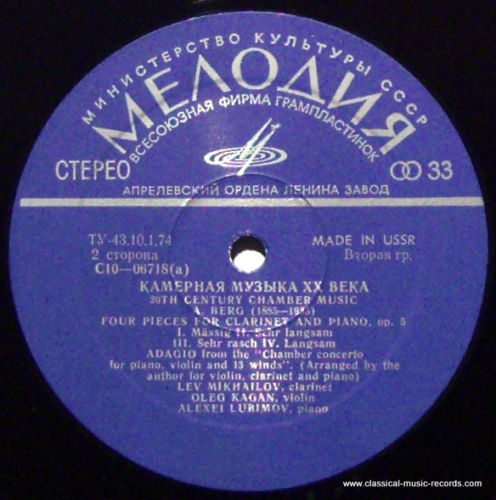 МИНИСТЕРСТВО КУЛЬТУРЫ СССР
МЕЛОДИЯ
ВСЕСОЮЗНАЯ ФИРМА ГРАМПЛАСТИНОК
СТЕРЕО 33
АПРЕЛЕВСКИЙ ОРДЕНА ЛЕНИНА ЗАВОД
ТУ-43.10.1.74 MADE IN USSR
2 сторона Вторая гр.
С10—06718(а)
КАМЕРНАЯ МУЗЫКА XX ВЕКА
20TH CENTURY CHAMBER MUSIC
A. BERG (1885—1935)
FOUR PIECES FOR CLARINET AND PIANO, op. 5
I. Mässig II. Sehr langsam
III. Sehr rasch IV. Langsam
ADAGIO from the "Chamber concerto
for piano, violin and 13 winds". (Arranged by the
author for violin, clarinet and piano)
LEV MIKHAILOV, clarinet
OLEG KAGAN, violin
ALEXEI LUBIMOV, piano
www.classical-music-records.com